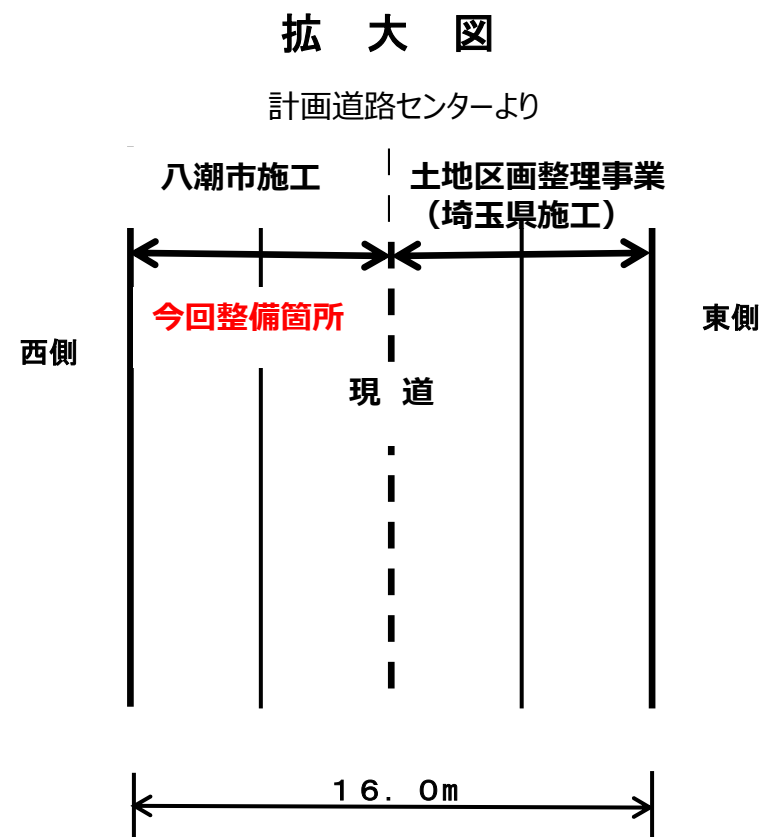 拡　大　図
計画道路センターより
八潮市施工
土地区画整理事業
（埼玉県施工）
今回整備箇所
東側
西側
現　道
１６．０ｍ